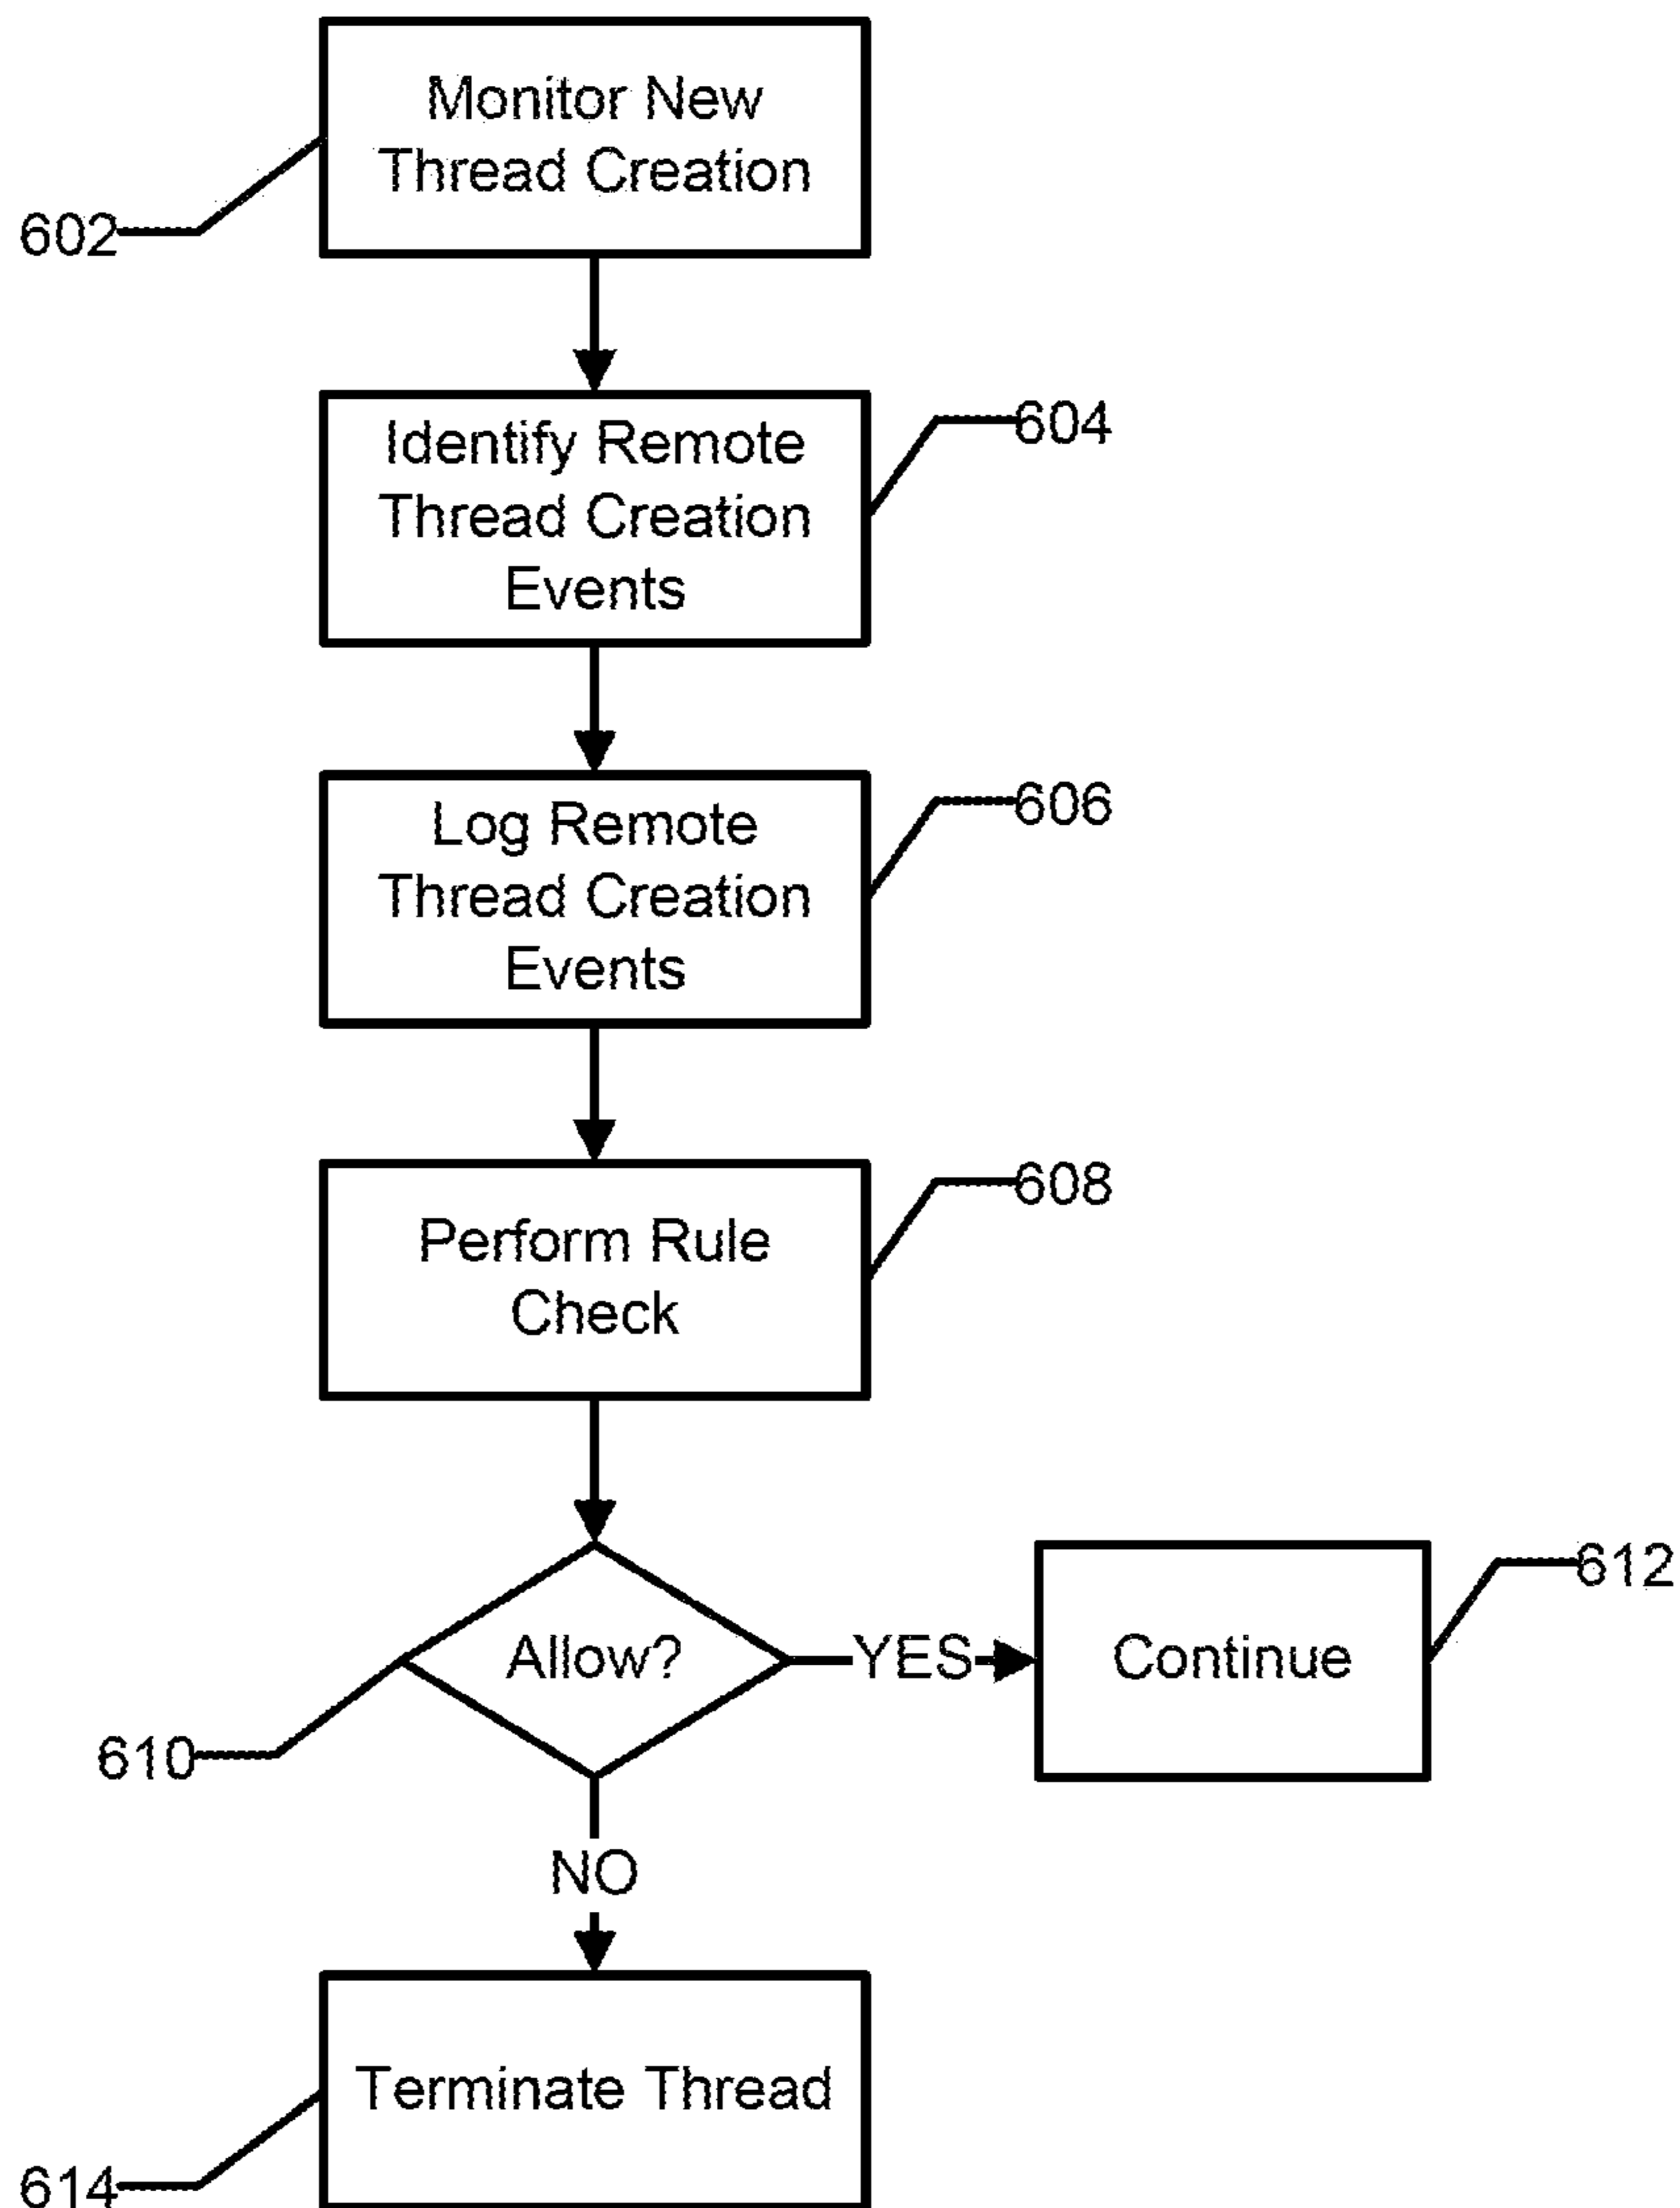 Monitor New
Thread Creation
602
Identify Remote
Thread Creation
Events
604
Log Remote
Thread Creation
Events
606
Perform Rule
Check
608
Allow?
YES
Continue
612
610
NO
Terminate Thread
614